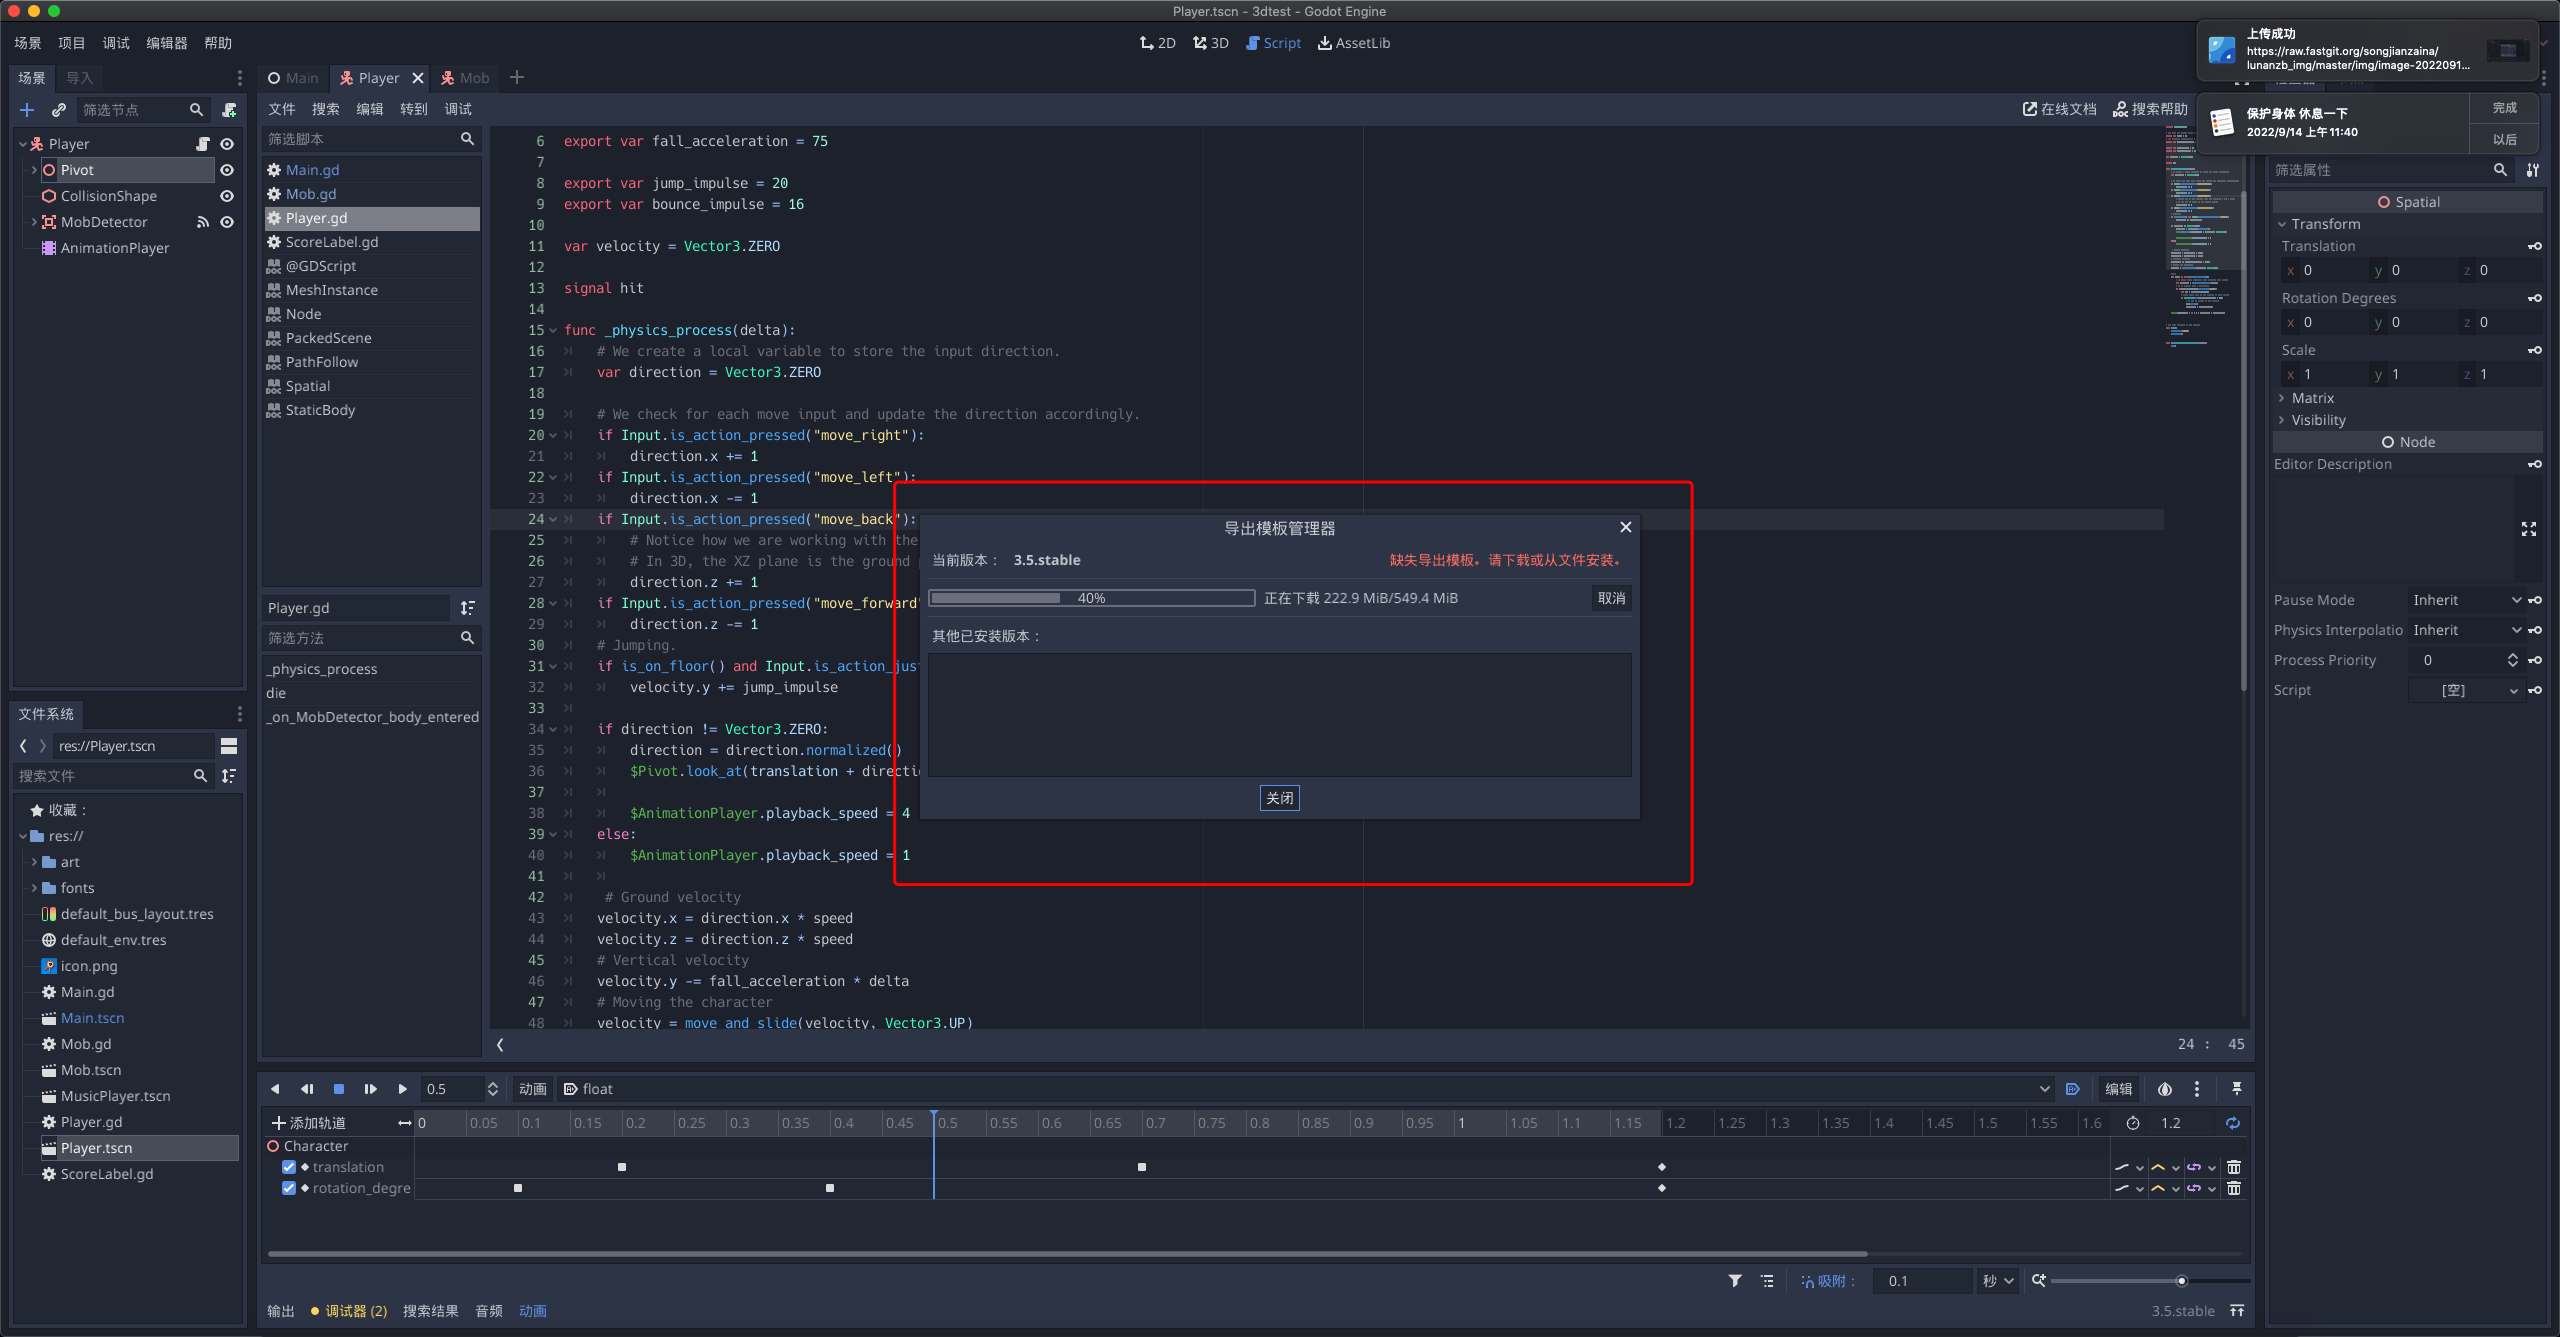 Player.tscn - 3dtest - Godot Engine
场景 项目 调试 编辑器 帮助
2D 3D Script AssetLib
上传成功
https://raw.fastgit.org/songjianzaina/
lunanzb_img/master/img/image-2022091...
保护身体 休息一下
2022/9/14 上午 11:40
完成
以后
场景 导入
筛选节点
Player
Pivot
CollisionShape
MobDetector
AnimationPlayer
文件系统
res://Player.tscn
搜索文件
收藏：
res://
art
fonts
default_bus_layout.tres
default_env.tres
icon.png
Main.gd
Main.tscn
Mob.gd
Mob.tscn
MusicPlayer.tscn
Player.gd
Player.tscn
ScoreLabel.gd
Main Player Mob
文件 搜索 编辑 转到 调试
在线文档 搜索帮助
筛选脚本
Main.gd
Mob.gd
Player.gd
ScoreLabel.gd
@GDScript
MeshInstance
Node
PackedScene
PathFollow
Spatial
StaticBody
Player.gd
筛选方法
_physics_process
die
_on_MobDetector_body_entered
6 export var fall_acceleration = 75
7
8 export var jump_impulse = 20
9 export var bounce_impulse = 16
10
11 var velocity = Vector3.ZERO
12
13 signal hit
14
15 func _physics_process(delta):
16 # We create a local variable to store the input direction.
17 var direction = Vector3.ZERO
18
19 # We check for each move input and update the direction accordingly.
20 if Input.is_action_pressed("move_right"):
21 direction.x += 1
22 if Input.is_action_pressed("move_left"):
23 direction.x -= 1
24 if Input.is_action_pressed("move_back"):
25 # Notice how we are working with the
26 # In 3D, the XZ plane is the ground
27 direction.z += 1
28 if Input.is_action_pressed("move_forward"
29 direction.z -= 1
30 # Jumping.
31 if is_on_floor() and Input.is_action_jus
32 velocity.y += jump_impulse
33
34 if direction != Vector3.ZERO:
35 direction = direction.normalized()
36 $Pivot.look_at(translation + directi
37
38 $AnimationPlayer.playback_speed = 4
39 else:
40 $AnimationPlayer.playback_speed = 1
41
42 # Ground velocity
43 velocity.x = direction.x * speed
44 velocity.z = direction.z * speed
45 # Vertical velocity
46 velocity.y -= fall_acceleration * delta
47 # Moving the character
48 velocity = move_and_slide(velocity, Vector3.UP)
24 : 45
导出模板管理器
当前版本： 3.5.stable 缺失导出模板。请下载或从文件安装。
40% 正在下载 222.9 MiB/549.4 MiB 取消
其他已安装版本：
关闭
筛选属性
Spatial
Transform
Translation
x 0 y 0 z 0
Rotation Degrees
x 0 y 0 z 0
Scale
x 1 y 1 z 1
Matrix
Visibility
Node
Editor Description
Pause Mode Inherit
Physics Interpolatio Inherit
Process Priority 0
Script [空]
0.5 动画 float 编辑
添加轨道 0 0.05 0.1 0.15 0.2 0.25 0.3 0.35 0.4 0.45 0.5 0.55 0.6 0.65 0.7 0.75 0.8 0.85 0.9 0.95 1 1.05 1.1 1.15 1.2 1.25 1.3 1.35 1.4 1.45 1.5 1.55 1.6 1.2
Character
translation
rotation_degre
吸附： 0.1 秒
输出 调试器 (2) 搜索结果 音频 动画 3.5.stable